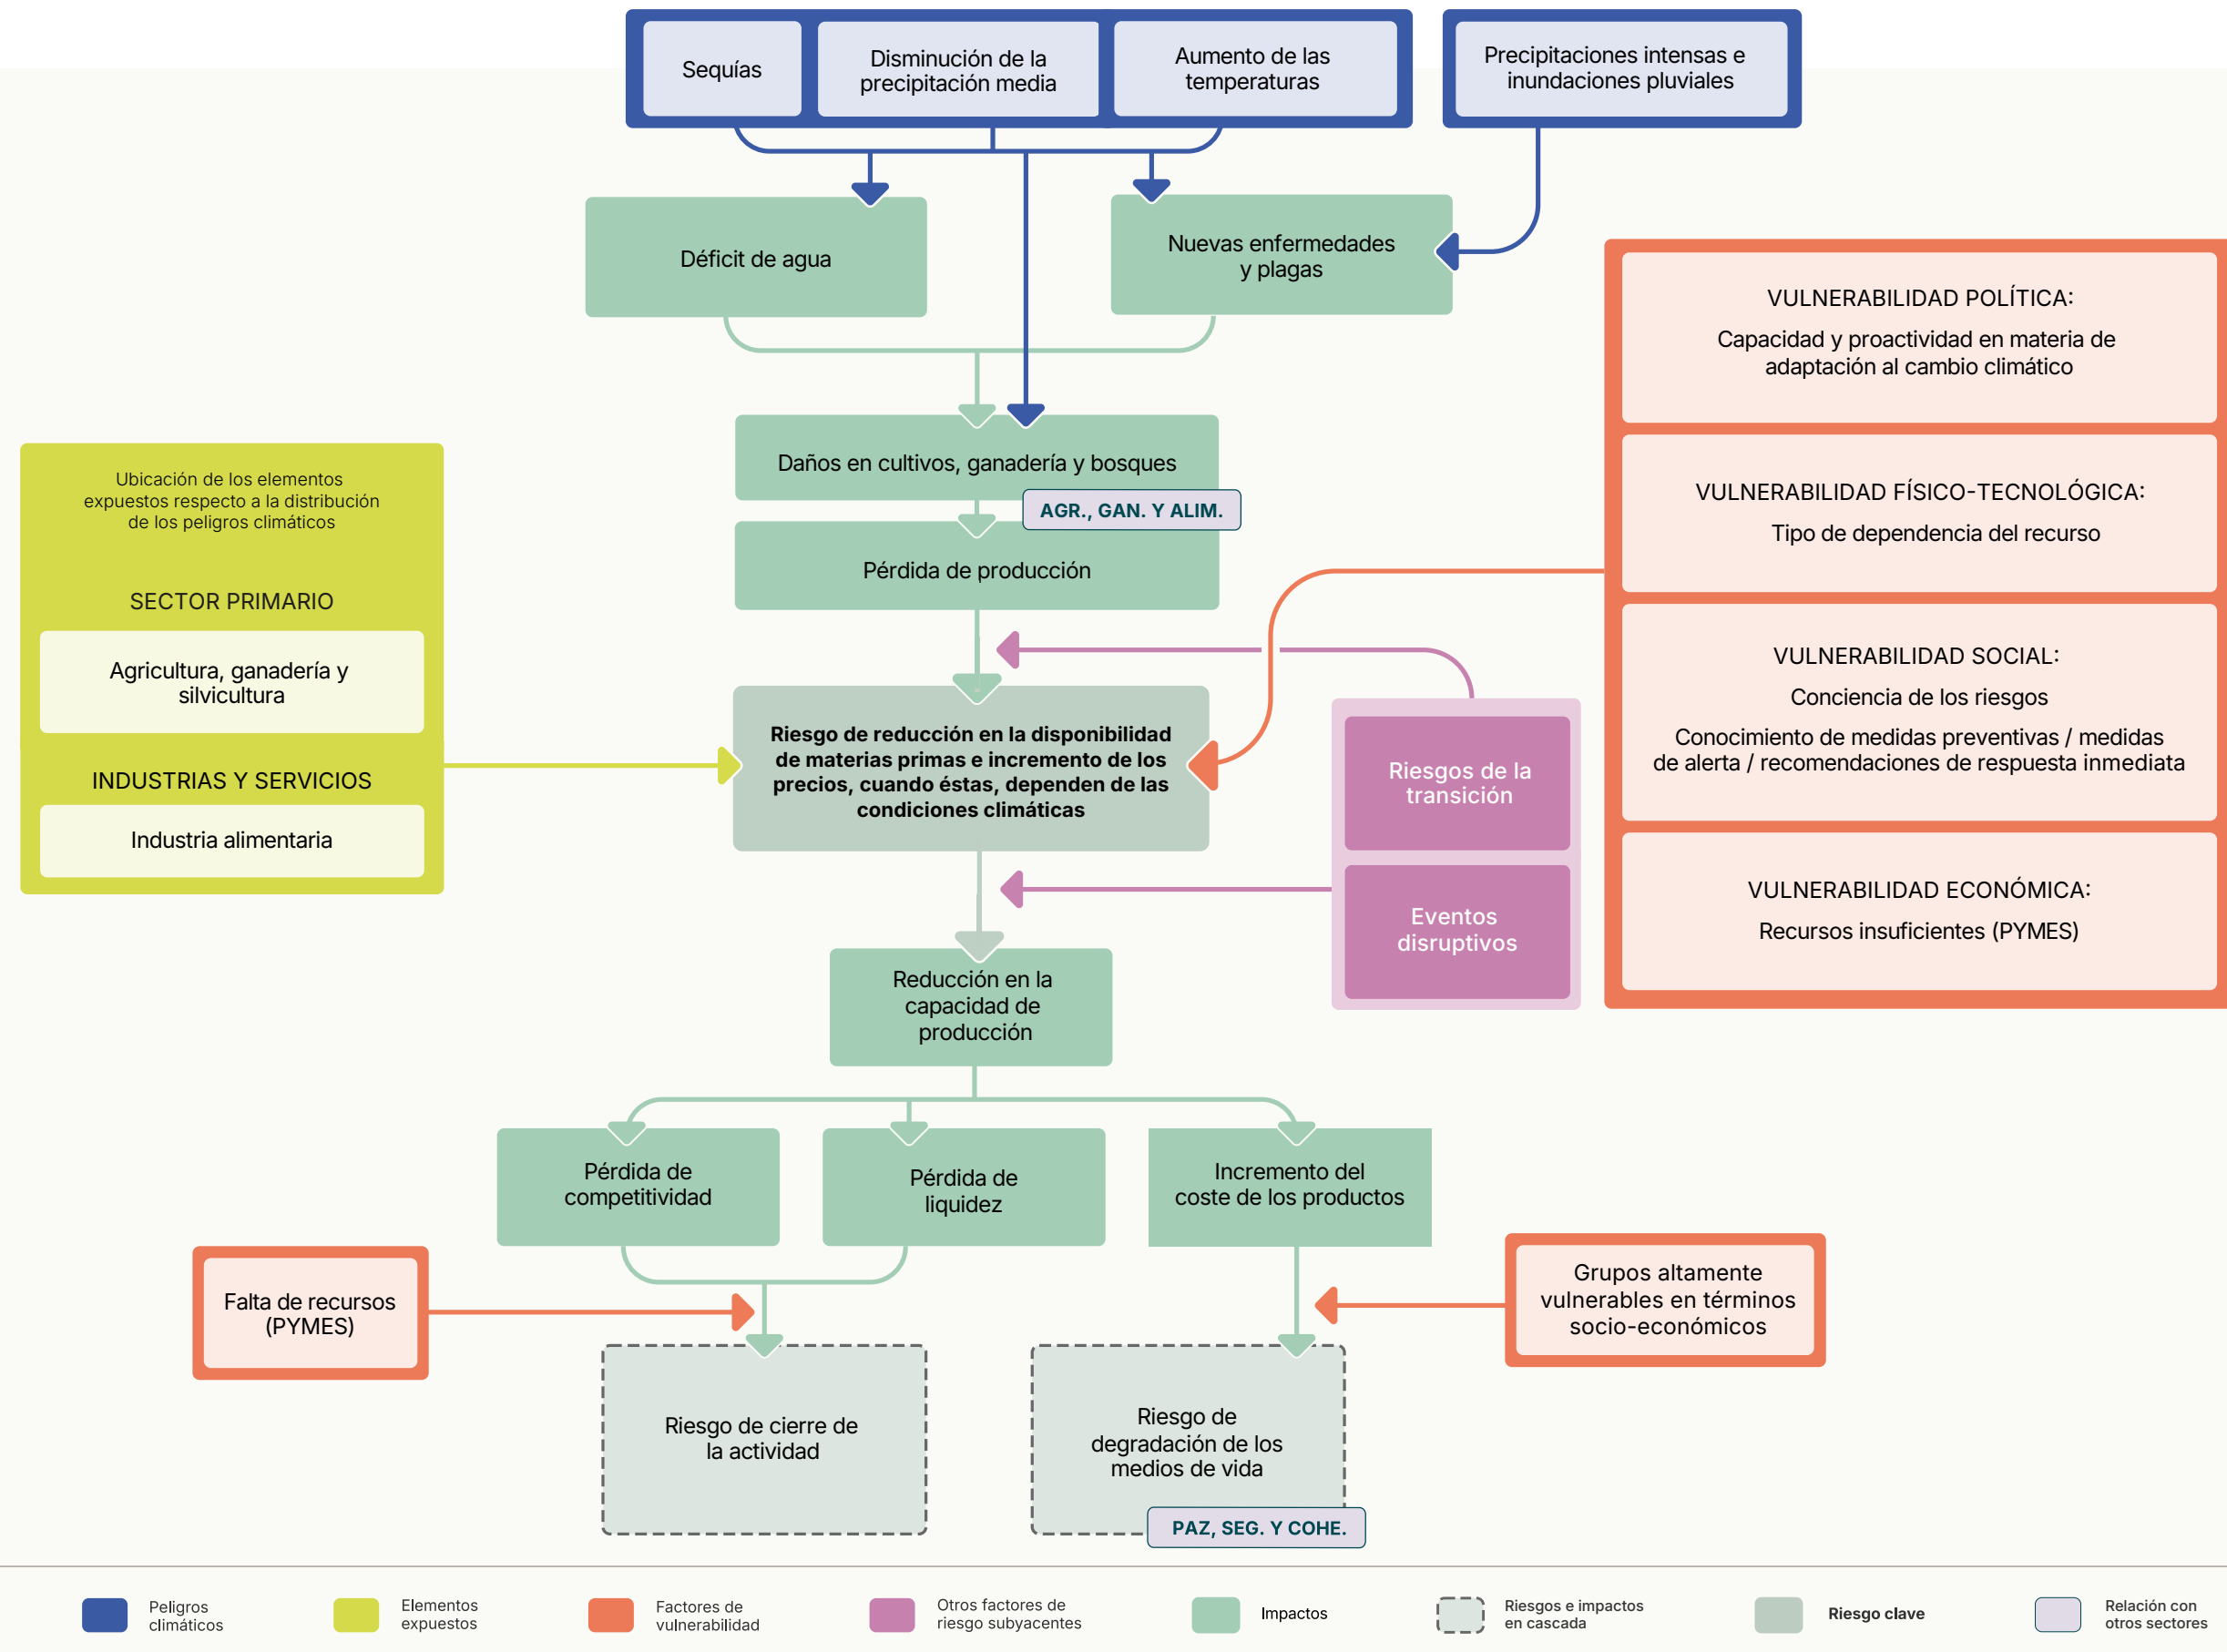 Sequías
Disminución de la
precipitación media
Aumento de las
temperaturas
Precipitaciones intensas e
inundaciones pluviales
Déficit de agua
Nuevas enfermedades
y plagas
VULNERABILIDAD POLÍTICA:
Capacidad y proactividad en materia de
adaptación al cambio climático
VULNERABILIDAD FÍSICO-TECNOLÓGICA:
Tipo de dependencia del recurso
VULNERABILIDAD SOCIAL:
Conciencia de los riesgos
Conocimiento de medidas preventivas / medidas
de alerta / recomendaciones de respuesta inmediata
VULNERABILIDAD ECONÓMICA:
Recursos insuficientes (PYMES)
Daños en cultivos, ganadería y bosques
AGR., GAN. Y ALIM.
Pérdida de producción
Ubicación de los elementos
expuestos respecto a la distribución
de los peligros climáticos
SECTOR PRIMARIO
Agricultura, ganadería y
silvicultura
INDUSTRIAS Y SERVICIOS
Industria alimentaria
Riesgo de reducción en la disponibilidad
de materias primas e incremento de los
precios, cuando éstas, dependen de las
condiciones climáticas
Riesgos de la
transición
Eventos
disruptivos
Reducción en la
capacidad de
producción
Pérdida de
competitividad
Pérdida de
liquidez
Incremento del
coste de los productos
Falta de recursos
(PYMES)
Grupos altamente
vulnerables en términos
socio-económicos
Riesgo de cierre de
la actividad
Riesgo de
degradación de los
medios de vida
PAZ, SEG. Y COHE.
Peligros
climáticos
Elementos
expuestos
Factores de
vulnerabilidad
Otros factores de
riesgo subyacentes
Impactos
Riesgos e impactos
en cascada
Riesgo clave
Relación con
otros sectores